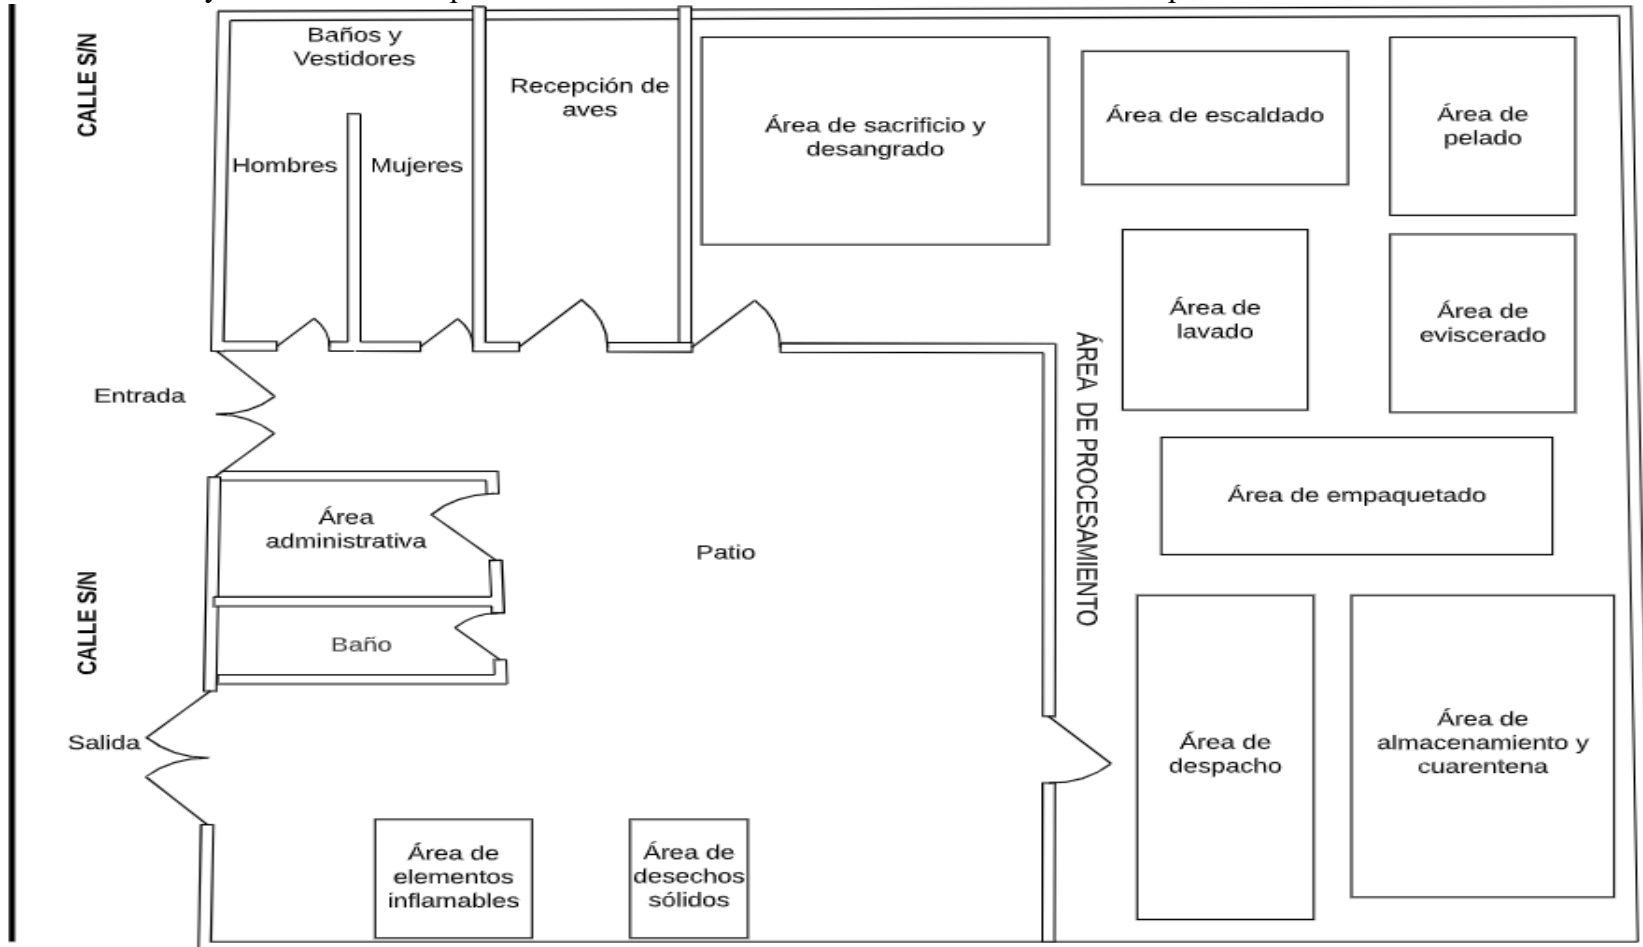 CALLE S/N
Baños y
Vestidores
Hombres
Mujeres
Recepción de
aves
Área de sacrificio y
desangrado
Área de escaldado
Área de
pelado
Área de
lavado
Área de
eviscerado
ÁREA DE PROCESAMIENTO
Entrada
Área
administrativa
Patio
Área de empaquetado
CALLE S/N
Baño
Salida
Área de
despacho
Área de
almacenamiento y
cuarentena
Área de
elementos
inflamables
Área de
desechos
sólidos